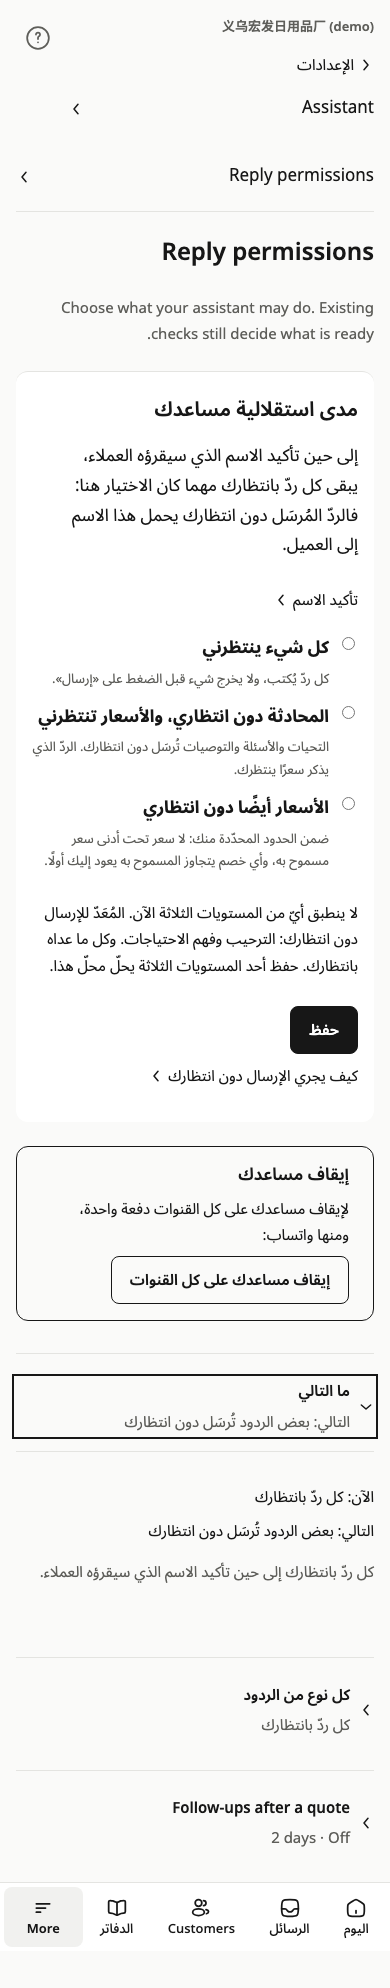 义乌宏发日用品厂 (demo)
الإعدادات
Assistant
Reply permissions
Reply permissions
Choose what your assistant may do. Existing
checks still decide what is ready.
مدى استقلالية مساعدك
إلى حين تأكيد الاسم الذي سيقرؤه العملاء،
يبقى كل ردّ بانتظارك مهما كان الاختيار هنا:
فالردّ المُرسَل دون انتظارك يحمل هذا الاسم
إلى العميل.
تأكيد الاسم
كل شيء ينتظرني
كل ردّ يُكتب، ولا يخرج شيء قبل الضغط على «إرسال».
المحادثة دون انتظاري، والأسعار تنتظرني
التحيات والأسئلة والتوصيات تُرسَل دون انتظارك. الردّ الذي
يذكر سعرًا ينتظرك.
الأسعار أيضًا دون انتظاري
ضمن الحدود المحدّدة منك: لا سعر تحت أدنى سعر
مسموح به، وأي خصم يتجاوز المسموح به يعود إليك أولًا.
لا ينطبق أيّ من المستويات الثلاثة الآن. المُعَدّ للإرسال
دون انتظارك: الترحيب وفهم الاحتياجات. وكل ما عداه
بانتظارك. حفظ أحد المستويات الثلاثة يحلّ محلّ هذا.
حفظ
كيف يجري الإرسال دون انتظارك
إيقاف مساعدك
لإيقاف مساعدك على كل القنوات دفعة واحدة،
ومنها واتساب:
إيقاف مساعدك على كل القنوات
ما التالي
التالي: بعض الردود تُرسَل دون انتظارك
الآن: كل ردّ بانتظارك
التالي: بعض الردود تُرسَل دون انتظارك
كل ردّ بانتظارك إلى حين تأكيد الاسم الذي سيقرؤه العملاء.
كل نوع من الردود
كل ردّ بانتظارك
Follow-ups after a quote
2 days · Off
اليوم
الرسائل
Customers
الدفاتر
More